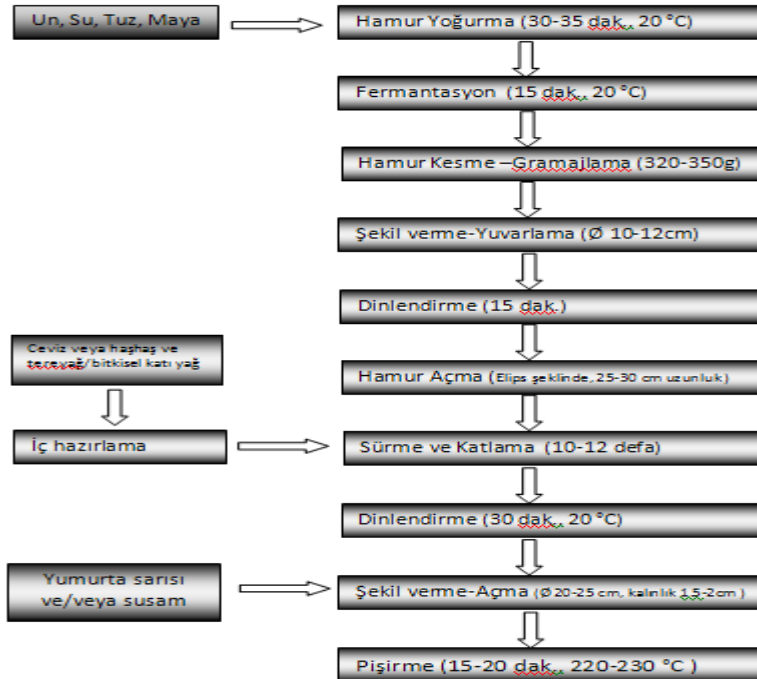 Un, Su, Tuz, Maya
Hamur Yoğurma (30-35 dak., 20 °C)
Fermantasyon (15 dak., 20 °C)
Hamur Kesme –Gramajlama (320-350g)
Şekil verme-Yuvarlama (Ø 10-12cm)
Dinlendirme (15 dak.)
Ceviz veya haşhaş ve
tereyağ/bitkisel katı yağ
Hamur Açma (Elips şeklinde, 25-30 cm uzunluk)
İç hazırlama
Sürme ve Katlama (10-12 defa)
Dinlendirme (30 dak., 20 °C)
Yumurta sarısı
ve/veya susam
Şekil verme-Açma (Ø 20-25 cm, kalınlık 1,5-2cm )
Pişirme (15-20 dak., 220-230 °C )